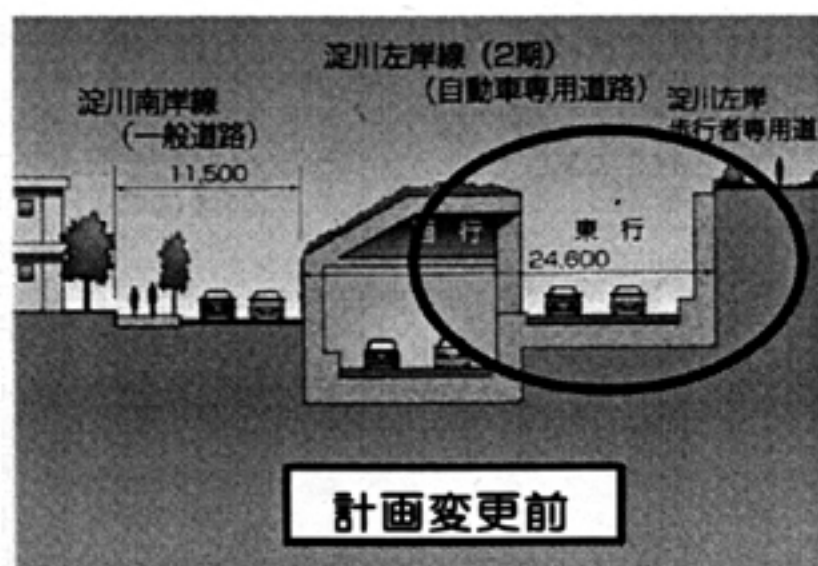 淀川左岸線（2期）
（自動車専用道路）
淀川南岸線
（一般道路）
淀川左岸
歩行者専用道
11,500
西行
東行
24,600
計画変更前